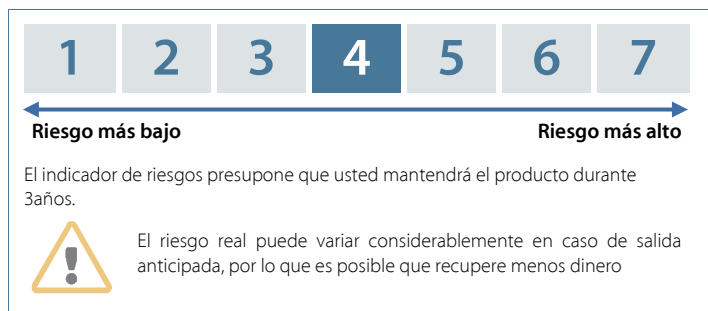 1 2 3 4 5 6 7
Riesgo más bajo Riesgo más alto
El indicador de riesgos presupone que usted mantendrá el producto durante
3años.
El riesgo real puede variar considerablemente en caso de salida
anticipada, por lo que es posible que recupere menos dinero